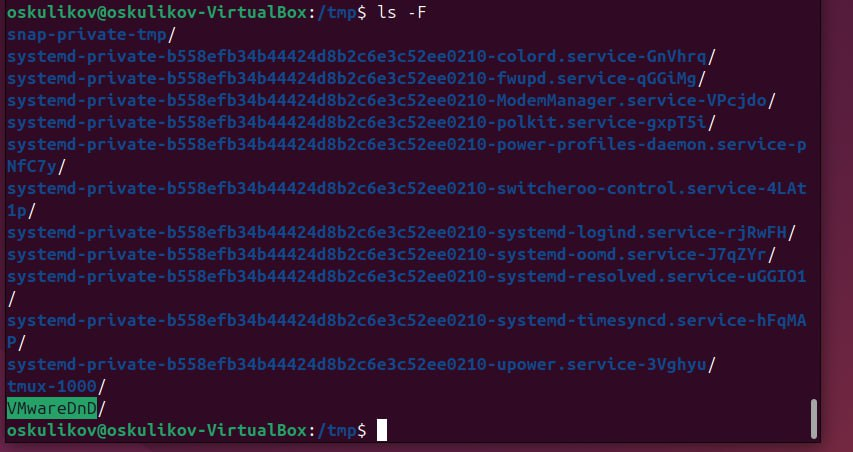 oskulikov@oskulikov-VirtualBox:/tmp$ ls -F
snap-private-tmp/
systemd-private-b558efb34b44424d8b2c6e3c52ee0210-colord.service-GnVhrq/
systemd-private-b558efb34b44424d8b2c6e3c52ee0210-fwupd.service-qGGiMg/
systemd-private-b558efb34b44424d8b2c6e3c52ee0210-ModemManager.service-VPcjdo/
systemd-private-b558efb34b44424d8b2c6e3c52ee0210-polkit.service-gxpT5i/
systemd-private-b558efb34b44424d8b2c6e3c52ee0210-power-profiles-daemon.service-p
NfC7y/
systemd-private-b558efb34b44424d8b2c6e3c52ee0210-switcheroo-control.service-4LAt
1p/
systemd-private-b558efb34b44424d8b2c6e3c52ee0210-systemd-logind.service-rjRwFH/
systemd-private-b558efb34b44424d8b2c6e3c52ee0210-systemd-oomd.service-J7qZYr/
systemd-private-b558efb34b44424d8b2c6e3c52ee0210-systemd-resolved.service-uGGIO1
/
systemd-private-b558efb34b44424d8b2c6e3c52ee0210-systemd-timesyncd.service-hFqMA
P/
systemd-private-b558efb34b44424d8b2c6e3c52ee0210-upower.service-3Vghyu/
tmux-1000/
VMwareDnD/
oskulikov@oskulikov-VirtualBox:/tmp$